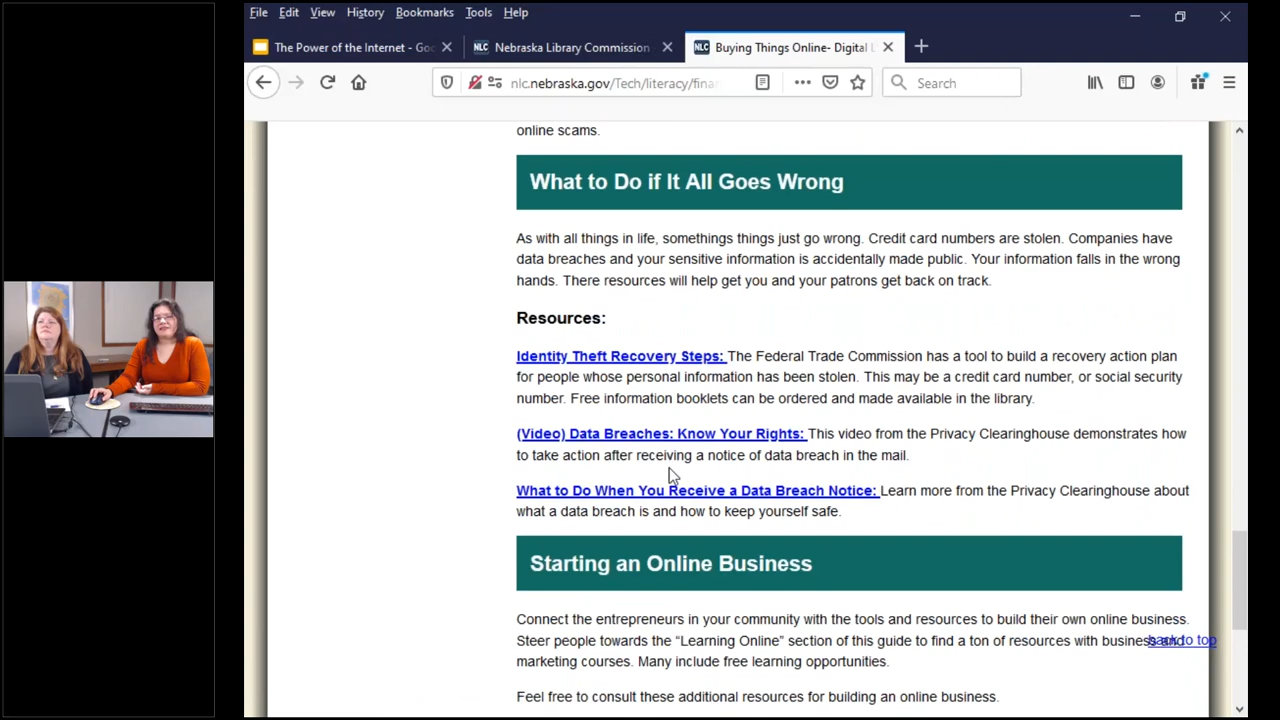 File Edit View History Bookmarks Tools Help
The Power of the Internet - Goo
Nebraska Library Commission
Buying Things Online- Digital L
nlc.nebraska.gov/Tech/literacy/finan
Search
online scams.
What to Do if It All Goes Wrong
As with all things in life, somethings things just go wrong. Credit card numbers are stolen. Companies have
data breaches and your sensitive information is accidentally made public. Your information falls in the wrong
hands. There resources will help get you and your patrons get back on track.
Resources:
Identity Theft Recovery Steps: The Federal Trade Commission has a tool to build a recovery action plan
for people whose personal information has been stolen. This may be a credit card number, or social security
number. Free information booklets can be ordered and made available in the library.
(Video) Data Breaches: Know Your Rights: This video from the Privacy Clearinghouse demonstrates how
to take action after receiving a notice of data breach in the mail.
What to Do When You Receive a Data Breach Notice: Learn more from the Privacy Clearinghouse about
what a data breach is and how to keep yourself safe.
Starting an Online Business
Connect the entrepreneurs in your community with the tools and resources to build their own online business.
Steer people towards the “Learning Online” section of this guide to find a ton of resources with business and
back to top
marketing courses. Many include free learning opportunities.
Feel free to consult these additional resources for building an online business.